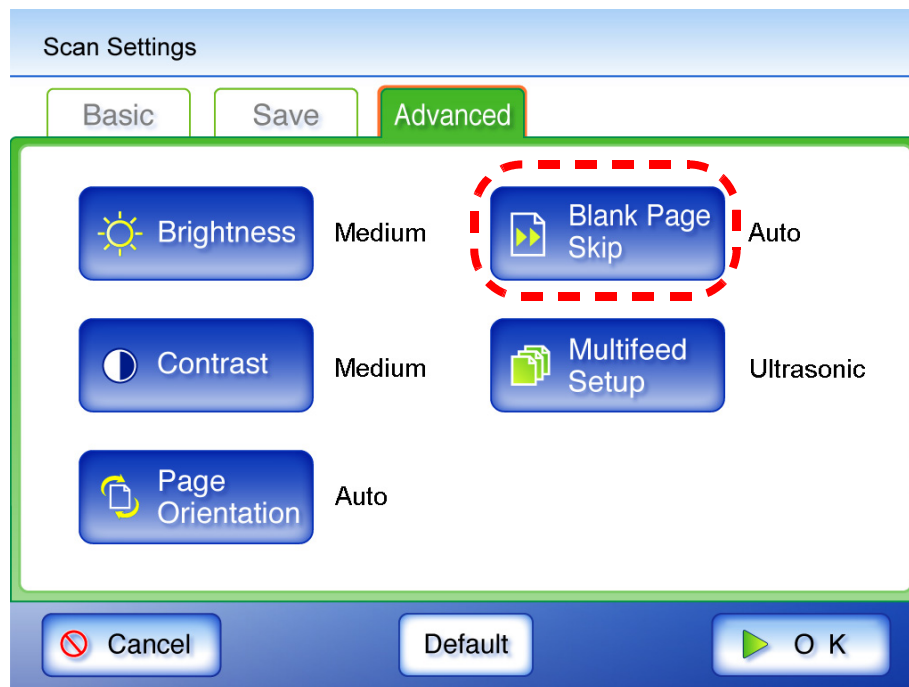 Scan Settings
Basic
Save
Advanced
Brightness
Medium
Blank Page
Skip
Auto
Contrast
Medium
Multifeed
Setup
Ultrasonic
Page
Orientation
Auto
Cancel
Default
O K